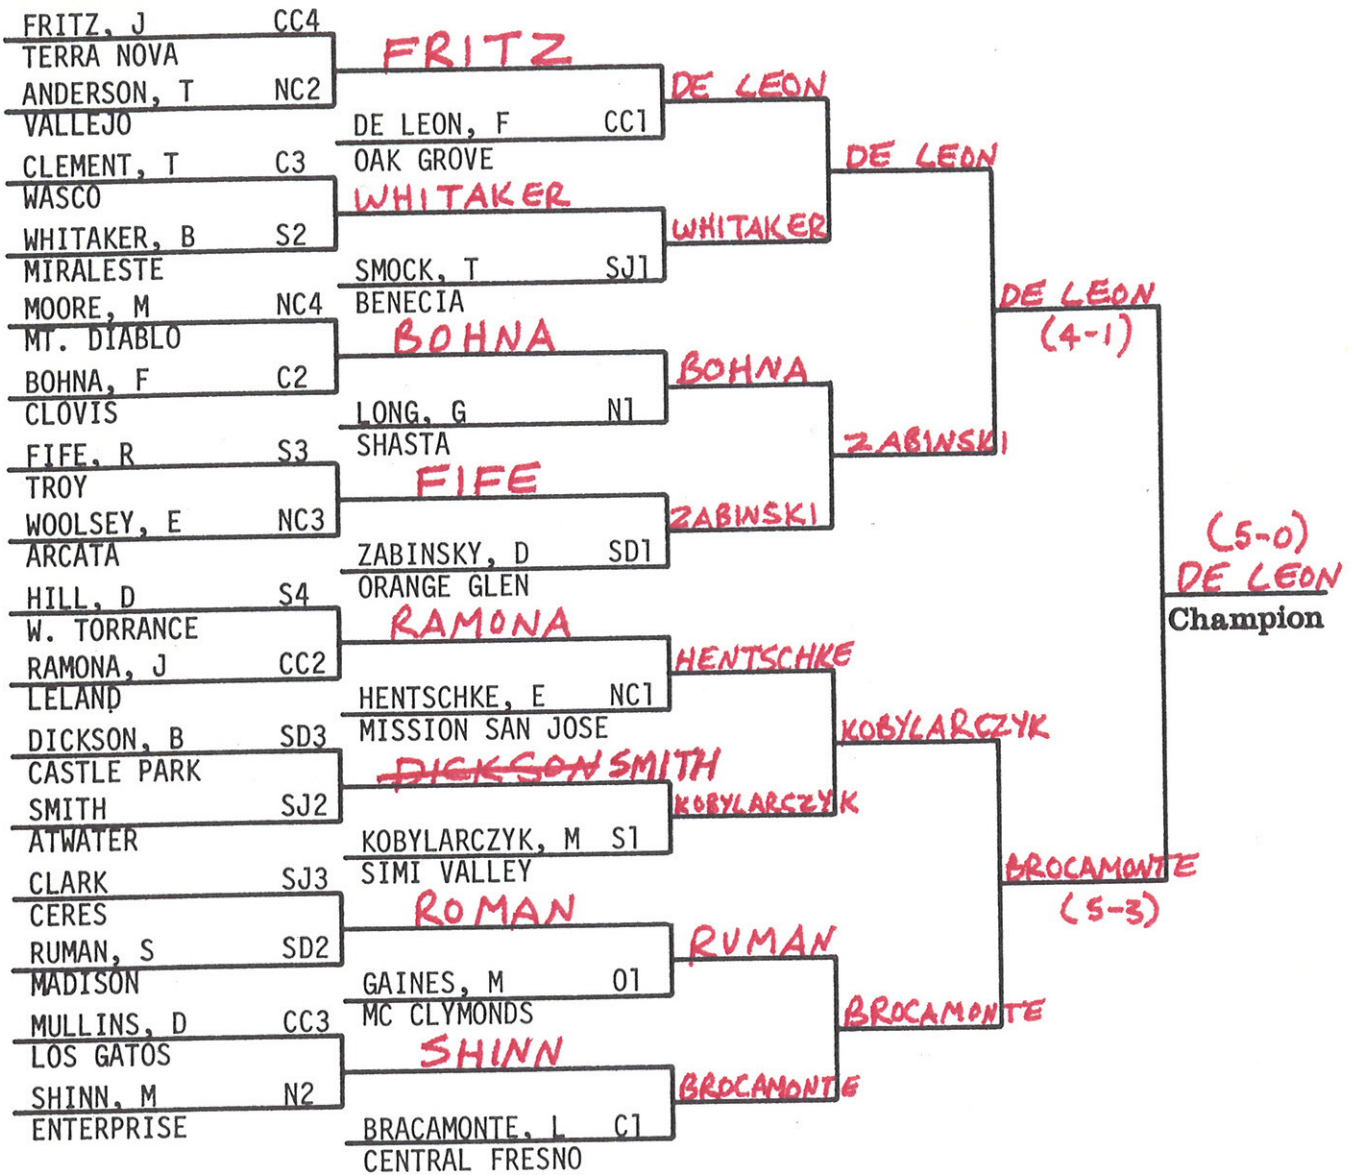 FRITZ, J CC4
TERRA NOVA
ANDERSON, T NC2
VALLEJO
CLEMENT, T C3
WASCO
WHITAKER, B S2
MIRALESTE
MOORE, M NC4
MT. DIABLO
BOHNA, F C2
CLOVIS
FIFE, R S3
TROY
WOOLSEY, E NC3
ARCATA
HILL, D S4
W. TORRANCE
RAMONA, J CC2
LELAND
DICKSON, B SD3
CASTLE PARK
SMITH SJ2
ATWATER
CLARK SJ3
CERES
RUMAN, S SD2
MADISON
MULLINS, D CC3
LOS GATOS
SHINN, M N2
ENTERPRISE
FRITZ
DE LEON, F CC1
OAK GROVE
WHITAKER
SMOCK, T SJ1
BENECIA
BOHNA
LONG, G N1
SHASTA
FIFE
ZABINSKY, D SD1
ORANGE GLEN
RAMONA
HENTSCHKE, E NC1
MISSION SAN JOSE
DICKSON SMITH
KOBYLARCZYK, M S1
SIMI VALLEY
ROMAN
GAINES, M O1
MC CLYMONDS
SHINN
BRACAMONTE, L C1
CENTRAL FRESNO
DE LEON
WHITAKER
BOHNA
ZABINSKI
HENTSCHKE
KOBYLARCZYK
RUMAN
BROCAMONTE
DE LEON
ZABINSKI
KOBYLARCZYK
BROCAMONTE
DE LEON
(4-1)
BROCAMONTE
(5-3)
(5-0)
DE LEON
Champion